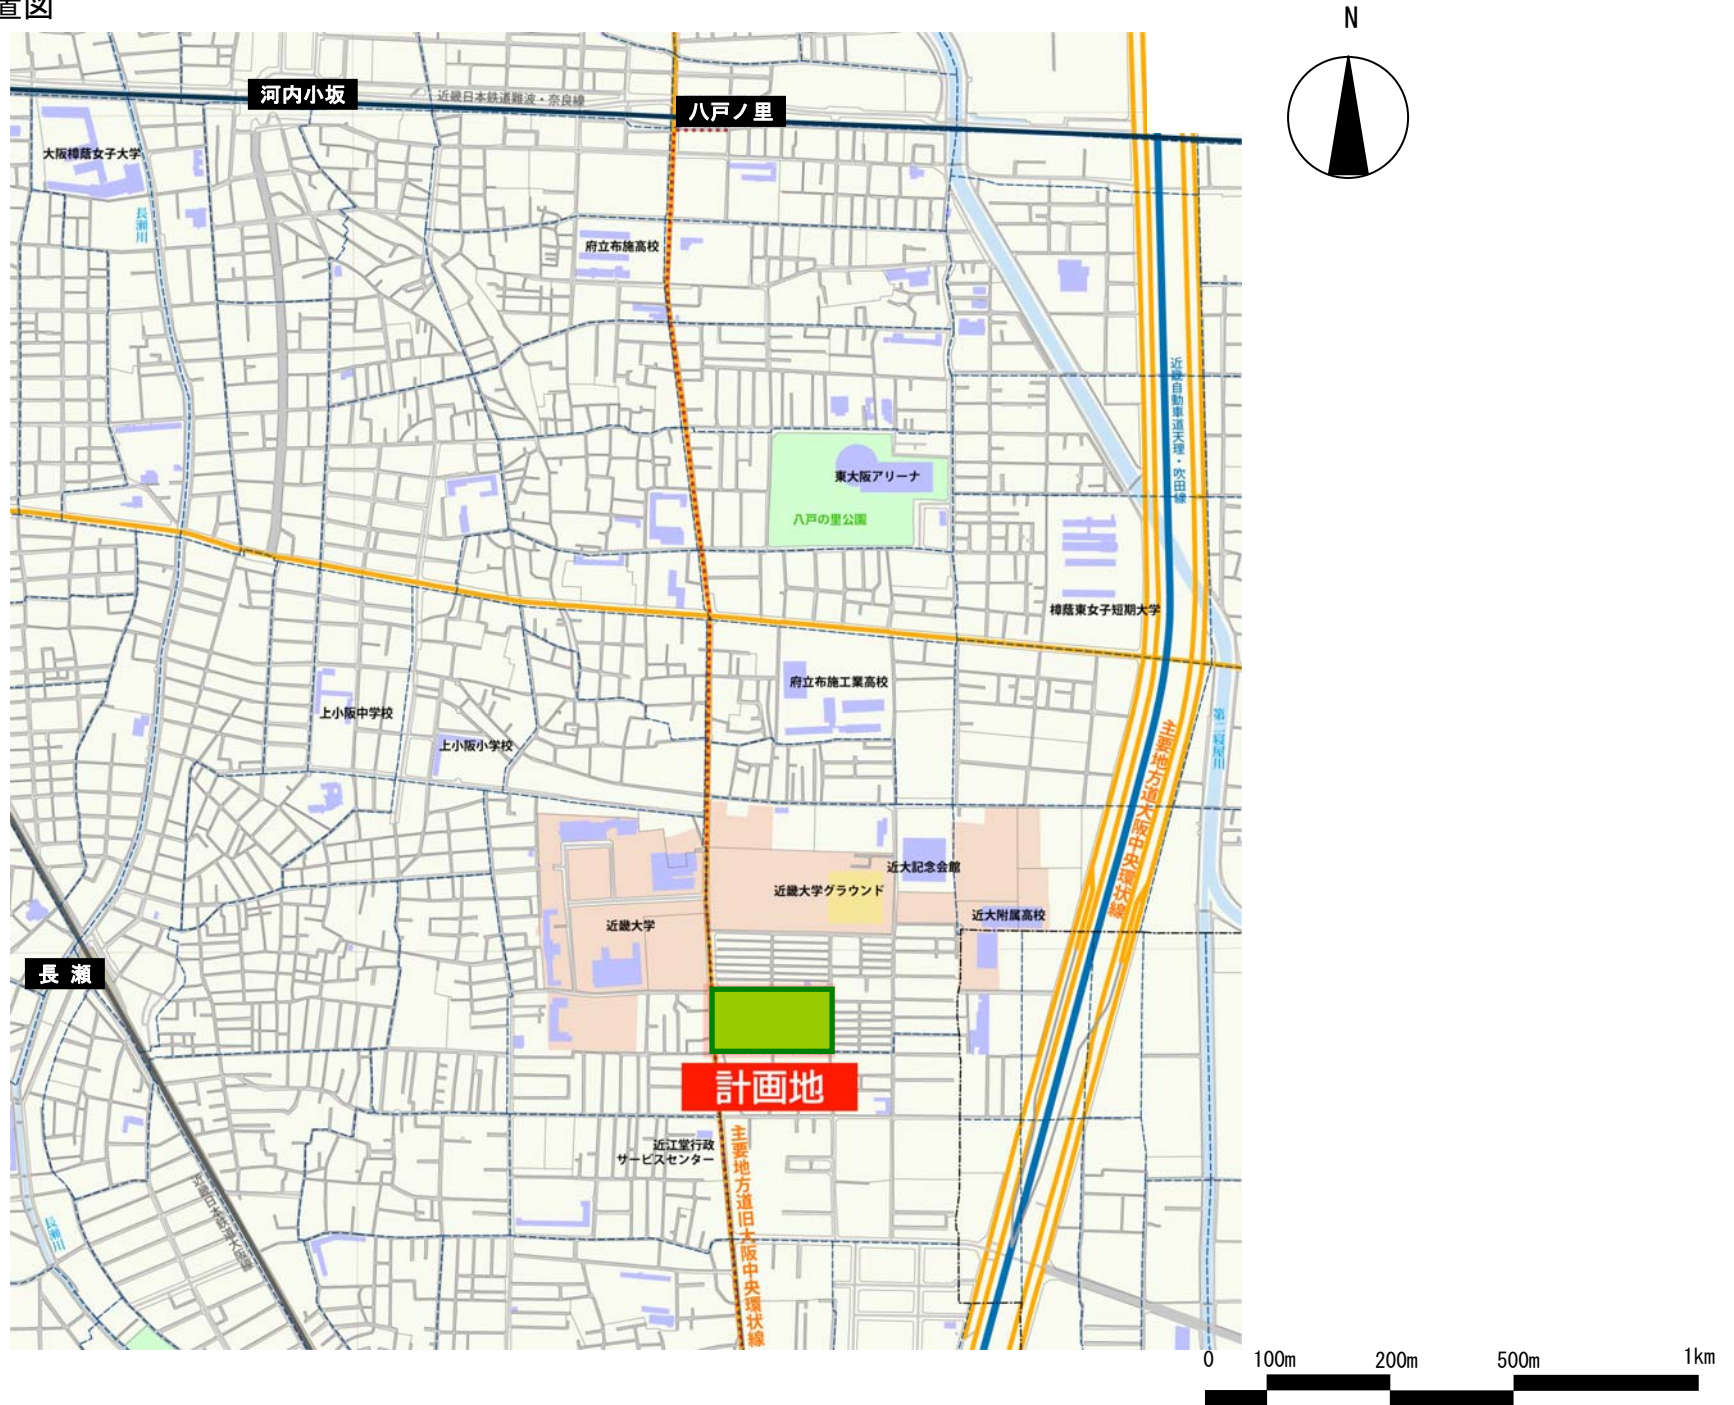 置図
N
河内小坂
近畿日本鉄道難波・奈良線
八戸ノ里
大阪樟蔭女子大学
長瀬川
府立布施高校
近畿自動車道天理・吹田線
東大阪アリーナ
八戸の里公園
樟蔭東女子短期大学
府立布施工業高校
上小阪中学校
上小阪小学校
第二寝屋川
主要地方道大阪中央環状線
近大記念会館
近畿大学グラウンド
近大附属高校
近畿大学
長 瀬
計画地
近江堂行政
サービスセンター
主要地方道旧大阪中央環状線
近畿日本鉄道大阪線
長瀬川
0 100m 200m 500m 1km